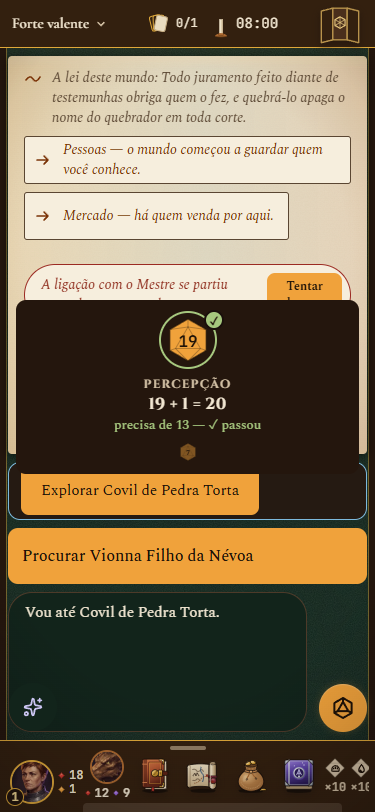 Forte valente
0/1
08:00
A lei deste mundo: Todo juramento feito diante de
testemunhas obriga quem o fez, e quebrá-lo apaga o
nome do quebrador em toda corte.
Pessoas — o mundo começou a guardar quem
você conhece.
Mercado — há quem venda por aqui.
A ligação com o Mestre se partiu
Tentar
19
PERCEPÇÃO
19 + 1 = 20
precisa de 13 — ✓ passou
Explorar Covil de Pedra Torta
Procurar Vionna Filho da Névoa
Vou até Covil de Pedra Torta.
18
1
1
12 9
×10 ×10